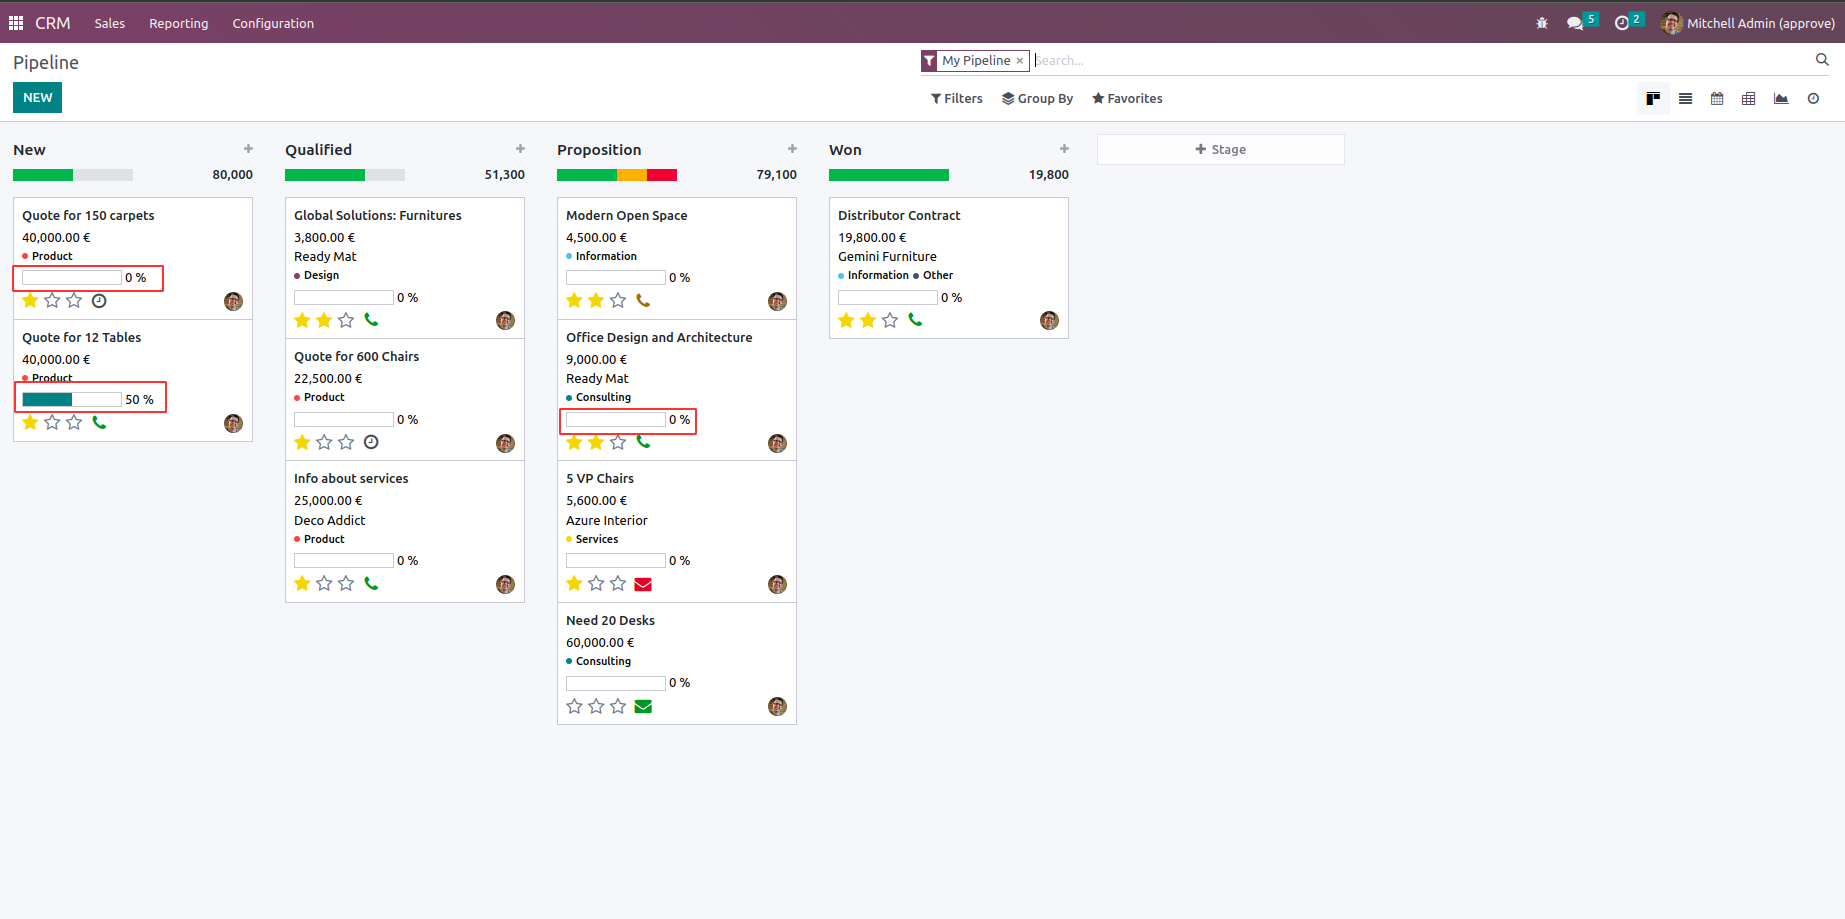 CRM Sales Reporting Configuration 5 2 Mitchell Admin (approve)
Pipeline
My Pipeline × Search...
NEW
Filters Group By Favorites
New +
80,000
Quote for 150 carpets
40,000.00 €
Product
0 %
Quote for 12 Tables
40,000.00 €
Product
50 %
Qualified +
51,300
Global Solutions: Furnitures
3,800.00 €
Ready Mat
Design
0 %
Quote for 600 Chairs
22,500.00 €
Product
0 %
Info about services
25,000.00 €
Deco Addict
Product
0 %
Proposition +
79,100
Modern Open Space
4,500.00 €
Information
0 %
Office Design and Architecture
9,000.00 €
Ready Mat
Consulting
0 %
5 VP Chairs
5,600.00 €
Azure Interior
Services
0 %
Need 20 Desks
60,000.00 €
Consulting
0 %
Won +
19,800
Distributor Contract
19,800.00 €
Gemini Furniture
Information Other
0 %
+ Stage